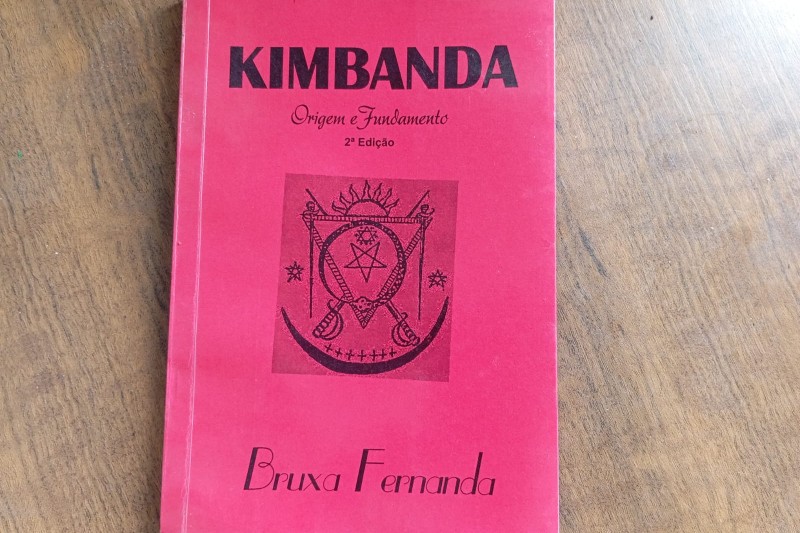 KIMBANDA
Origem e Fundamento
2ª Edição
Bruxa Fernanda